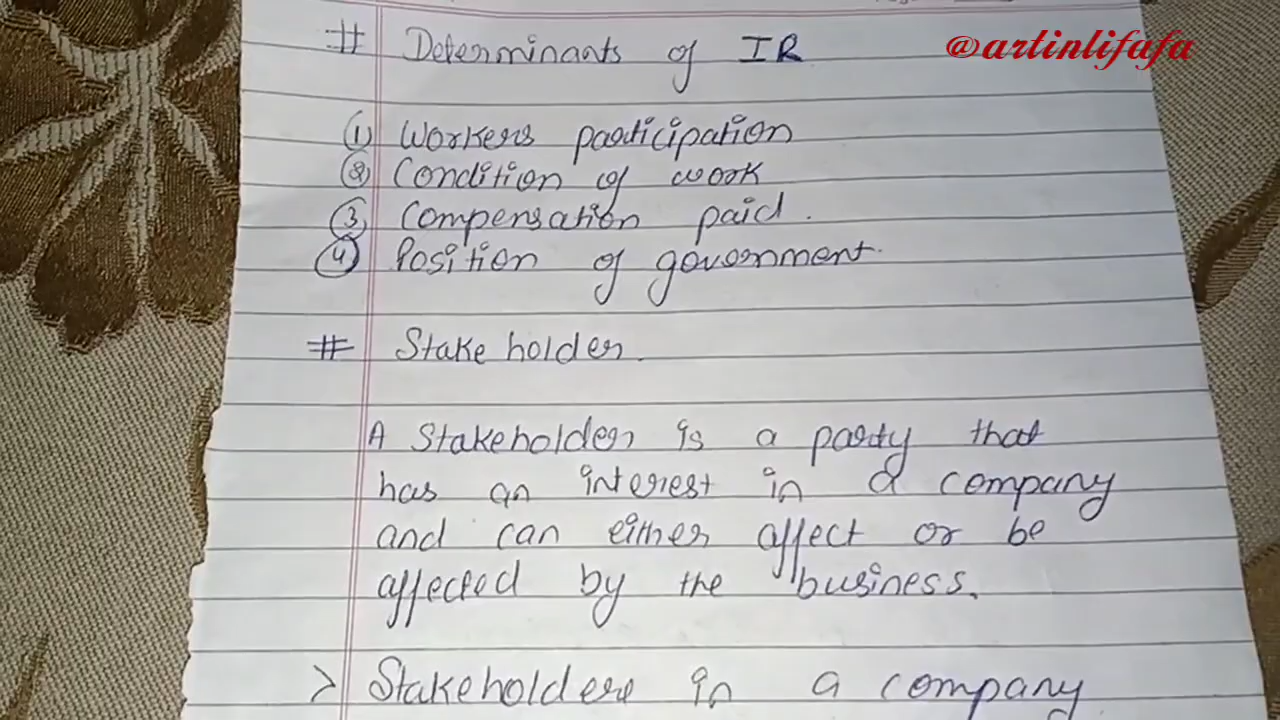 @artinlifafa
# Determinants of IR
① Workers participation
② Condition of work
③ Compensation paid.
④ Position of government.
# Stake holder.
A Stakeholder is a party that
has an interest in a company
and can either affect or be
affected by the business.
> Stakeholders in a company